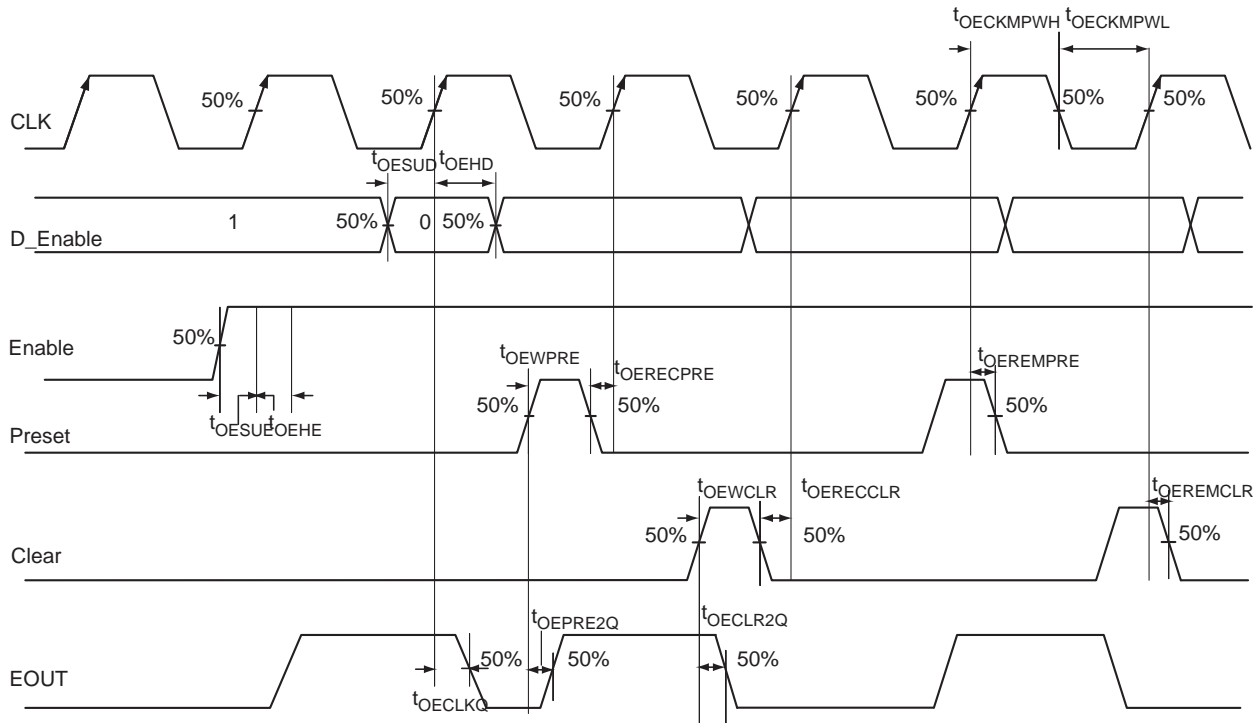 tOECKMPWH tOECKMPWL
CLK
50% 50% 50% 50% 50% 50% 50%
tOESUD tOEHD
D_Enable
1 50% 0 50%
Enable
50%
tOESUE tOEHE
tOEWPRE tOERECPRE tOEREMPRE
Preset
50% 50% 50%
tOEWCLR tOERECCLR tOEREMCLR
Clear
50% 50% 50%
tOEPRE2Q tOECLR2Q
EOUT
50% 50% 50%
tOECLKQ